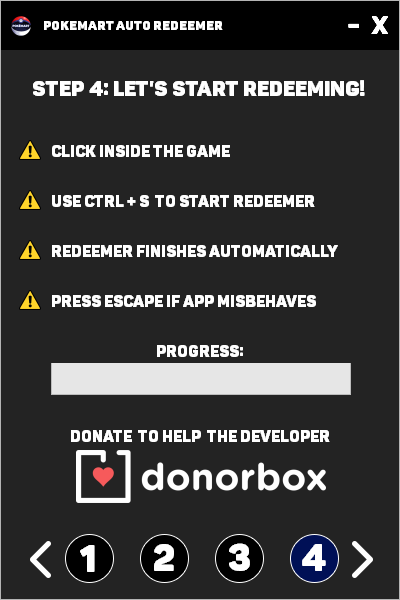 POKEMART AUTO REDEEMER
– X
STEP 4: LET'S START REDEEMING!
CLICK INSIDE THE GAME
USE CTRL + S TO START REDEEMER
REDEEMER FINISHES AUTOMATICALLY
PRESS ESCAPE IF APP MISBEHAVES
PROGRESS:
DONATE TO HELP THE DEVELOPER
donorbox
1 2 3 4